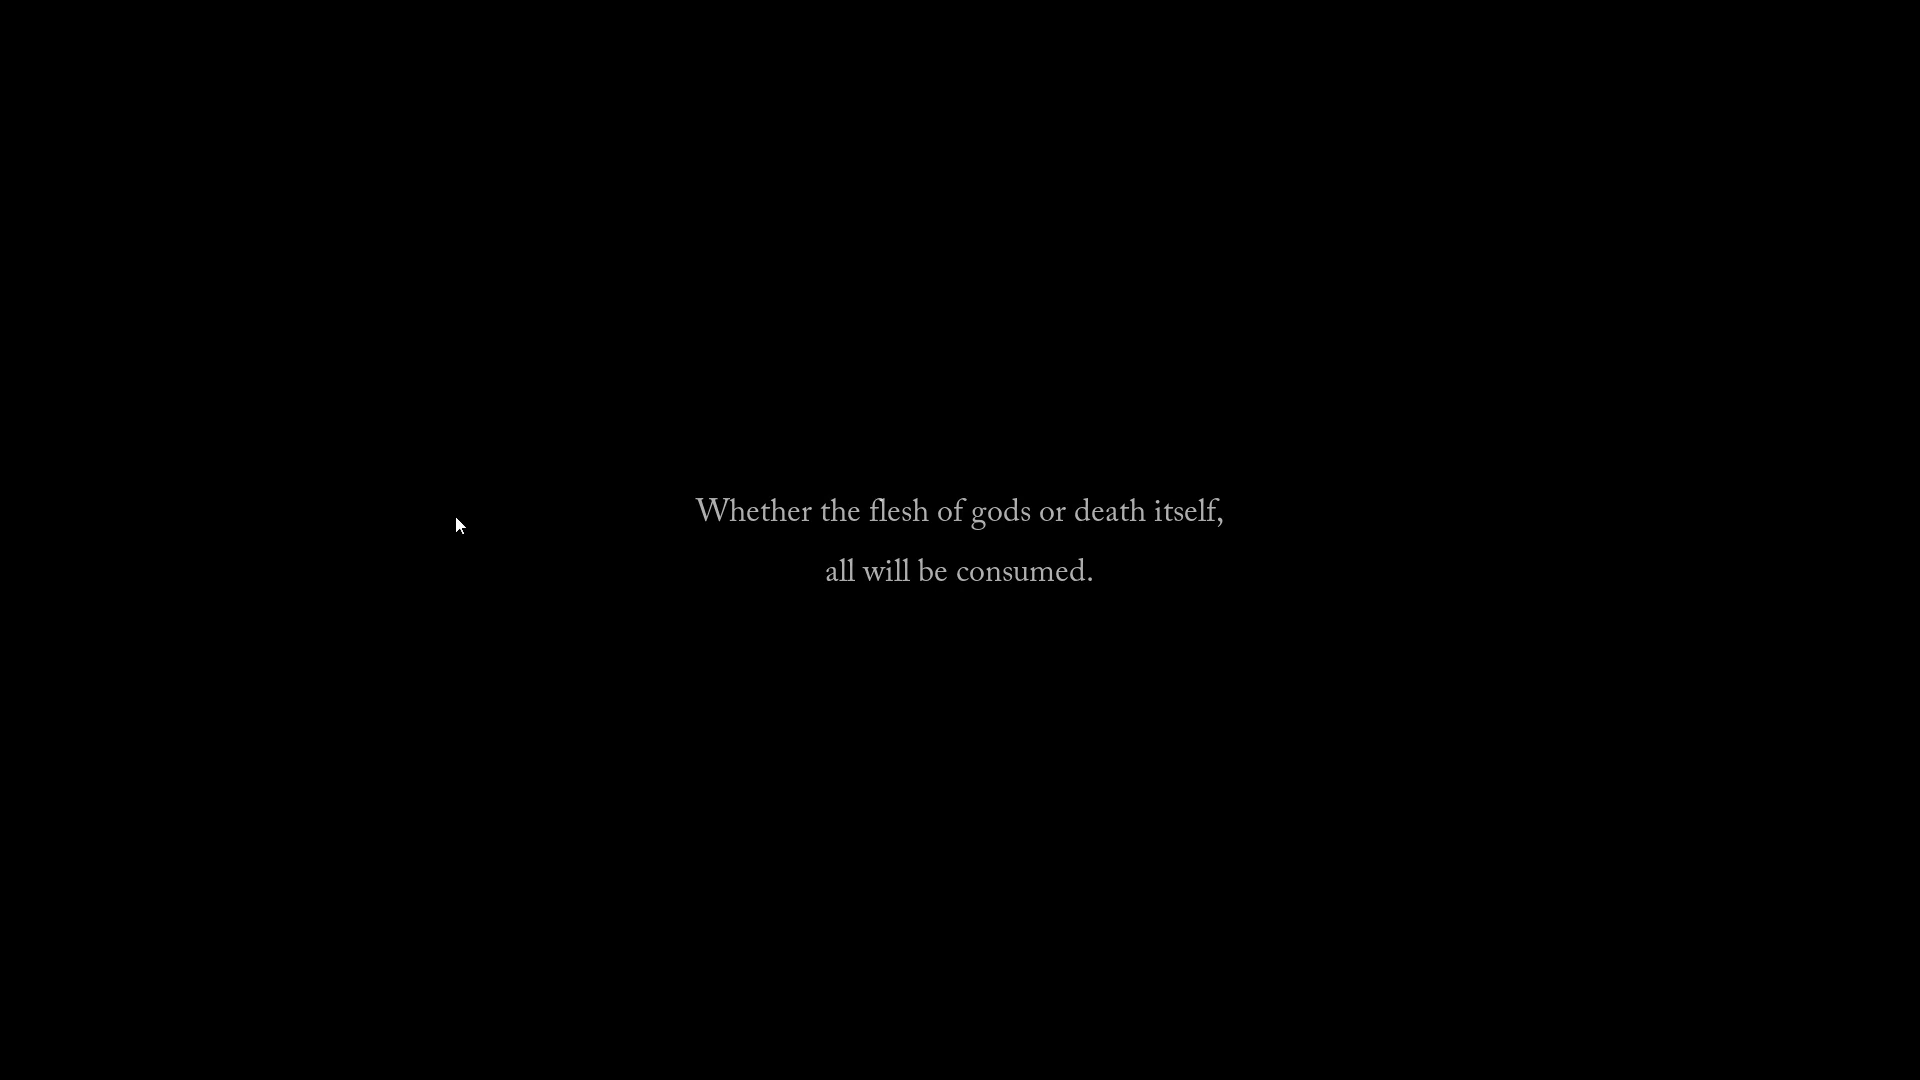 Whether the flesh of gods or death itself,
all will be consumed.